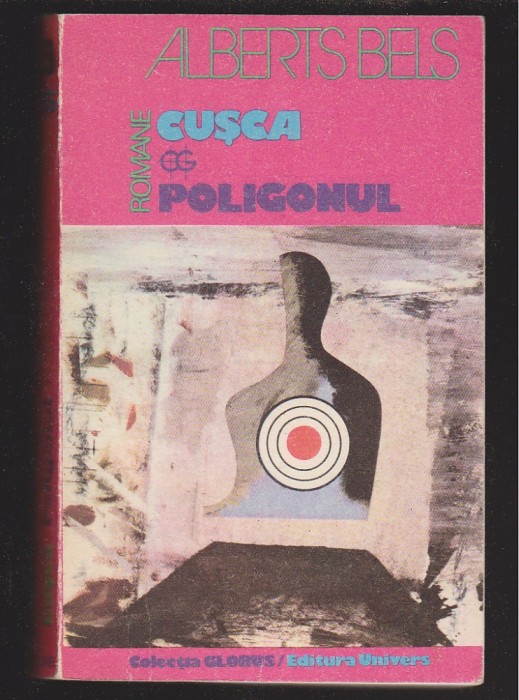 ALBERTS BELS
ROMANE
CUŞCA
POLIGONUL
Colecţia GLOBUS / Editura Univers